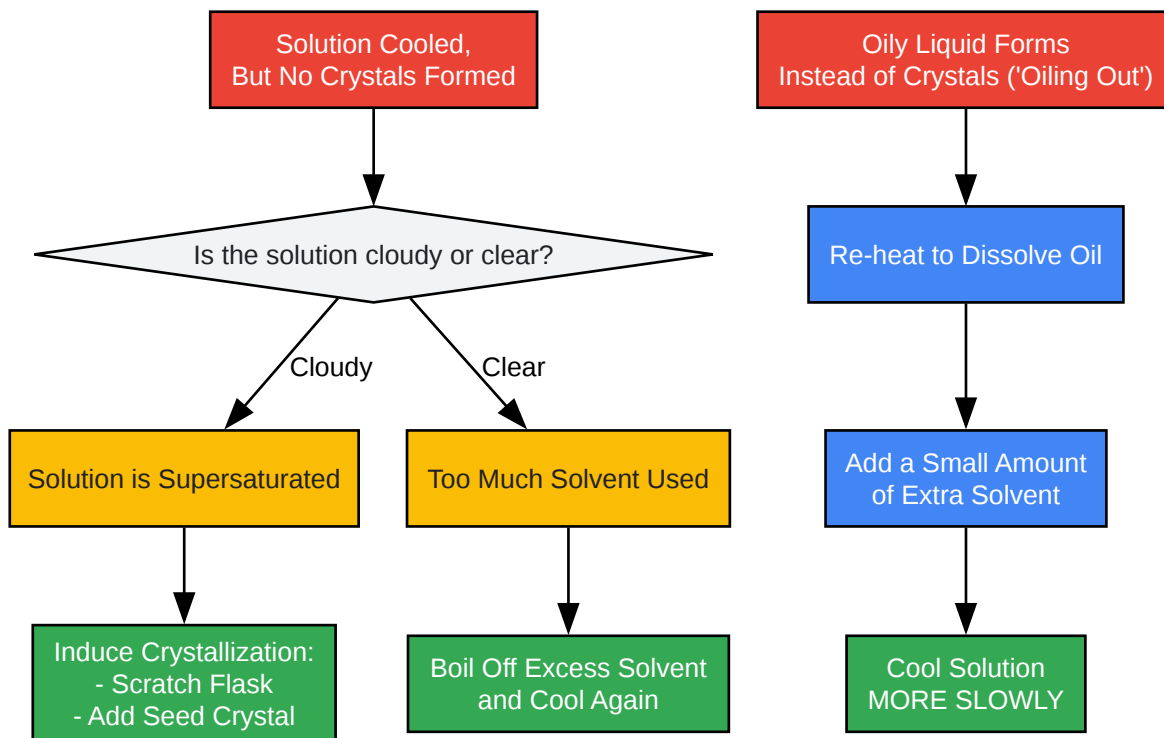 Solution Cooled,
But No Crystals Formed
Is the solution cloudy or clear?
Cloudy
Clear
Solution is Supersaturated
Too Much Solvent Used
Induce Crystallization:
- Scratch Flask
- Add Seed Crystal
Boil Off Excess Solvent
and Cool Again
Oily Liquid Forms
Instead of Crystals ('Oiling Out')
Re-heat to Dissolve Oil
Add a Small Amount
of Extra Solvent
Cool Solution
MORE SLOWLY